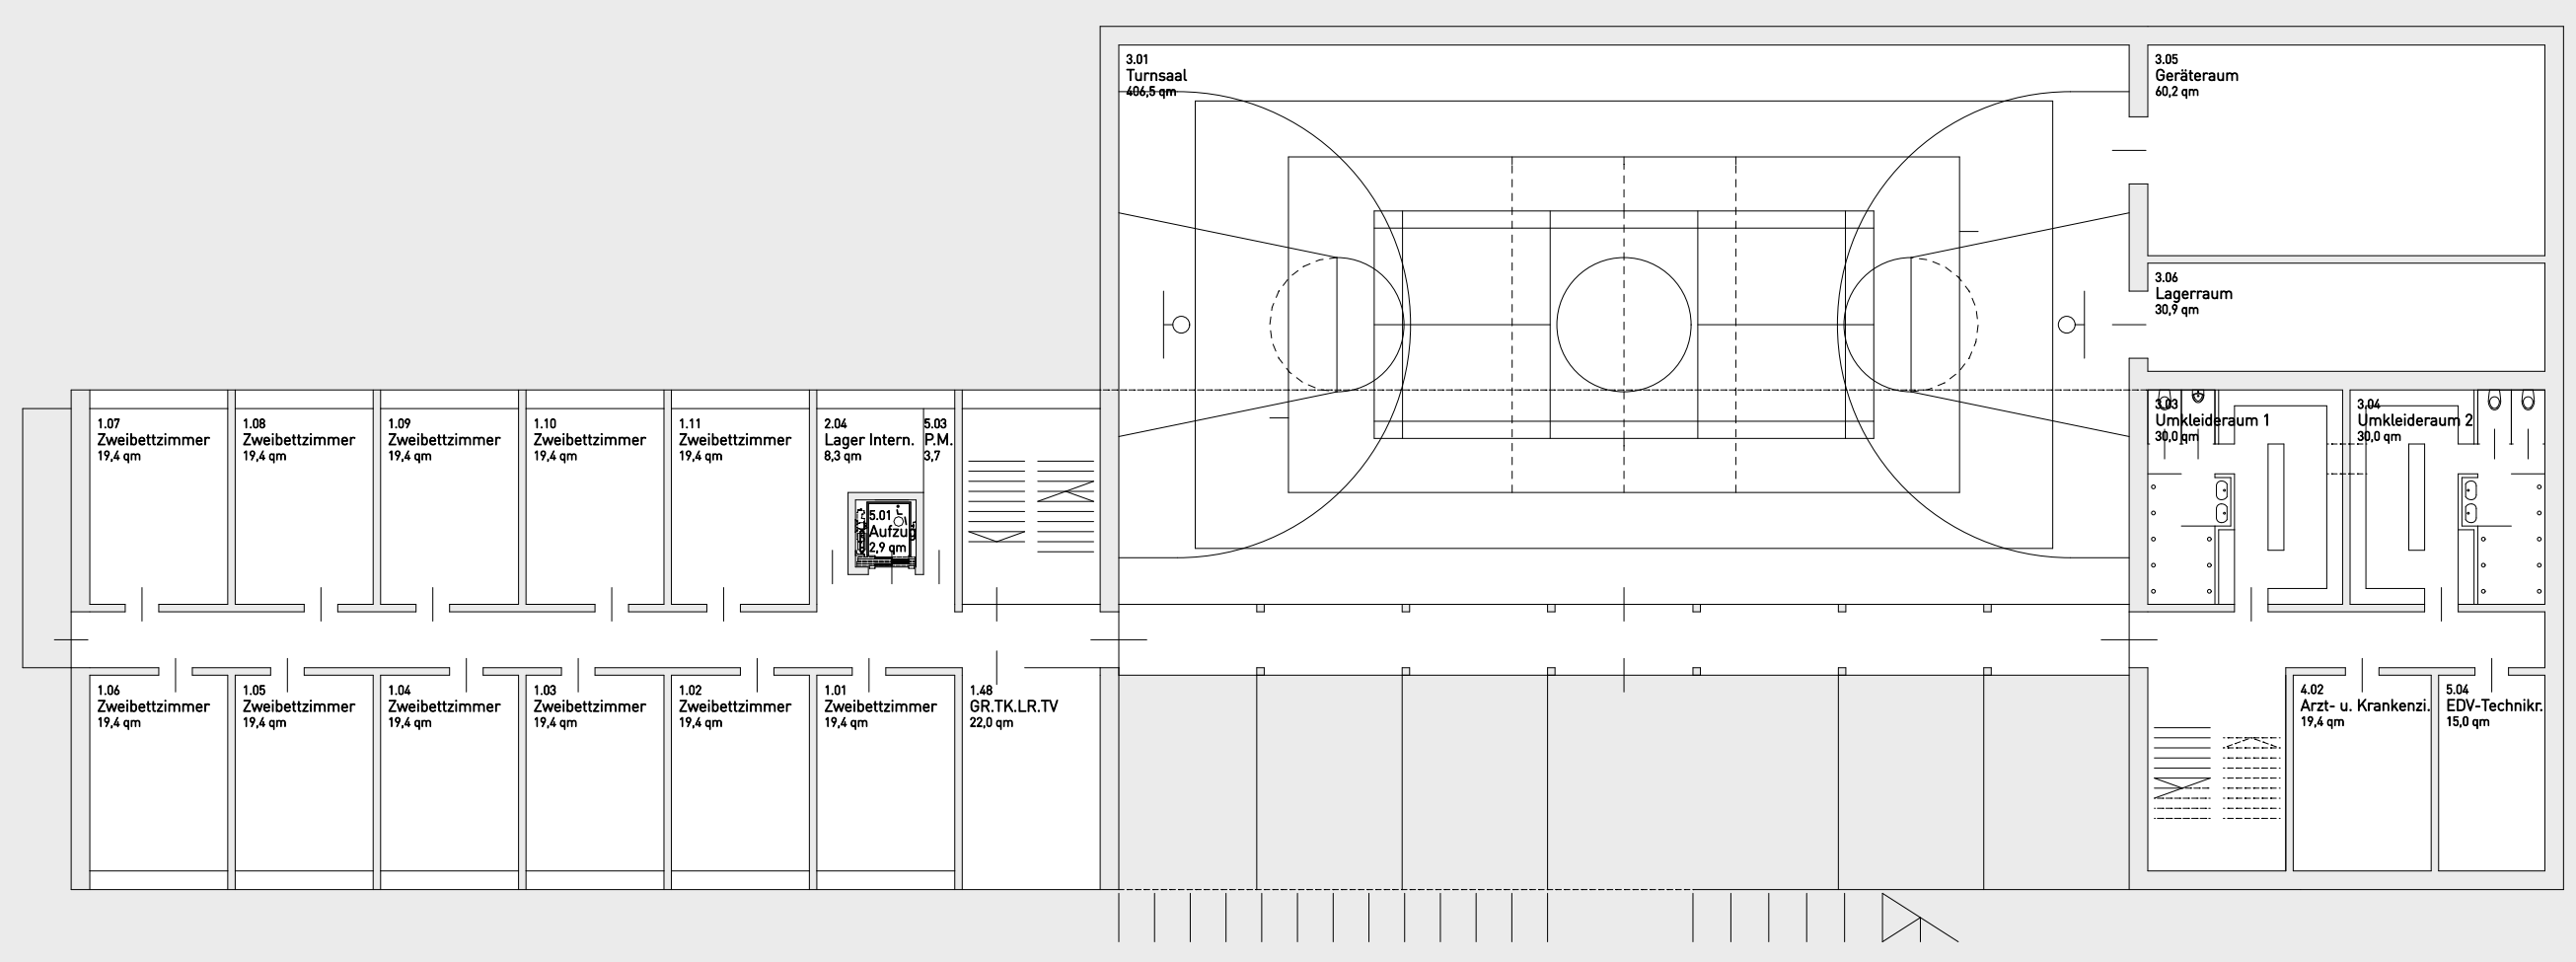 3.01
Turnsaal
406,5 qm
3.05
Geräteraum
60,2 qm
3.06
Lagerraum
30,9 qm
3.03
Umkleideraum 1
30,0 qm
3.04
Umkleideraum 2
30,0 qm
1.07
Zweibettzimmer
19,4 qm
1.08
Zweibettzimmer
19,4 qm
1.09
Zweibettzimmer
19,4 qm
1.10
Zweibettzimmer
19,4 qm
1.11
Zweibettzimmer
19,4 qm
2.04
Lager Intern.
8,3 qm
5.03
P.M.
3,7
5.01
Aufzug
2,9 qm
1.06
Zweibettzimmer
19,4 qm
1.05
Zweibettzimmer
19,4 qm
1.04
Zweibettzimmer
19,4 qm
1.03
Zweibettzimmer
19,4 qm
1.02
Zweibettzimmer
19,4 qm
1.01
Zweibettzimmer
19,4 qm
1.48
GR.TK.LR.TV
22,0 qm
4.02
Arzt- u. Krankenzi.
19,4 qm
5.04
EDV-Technikr.
15,0 qm